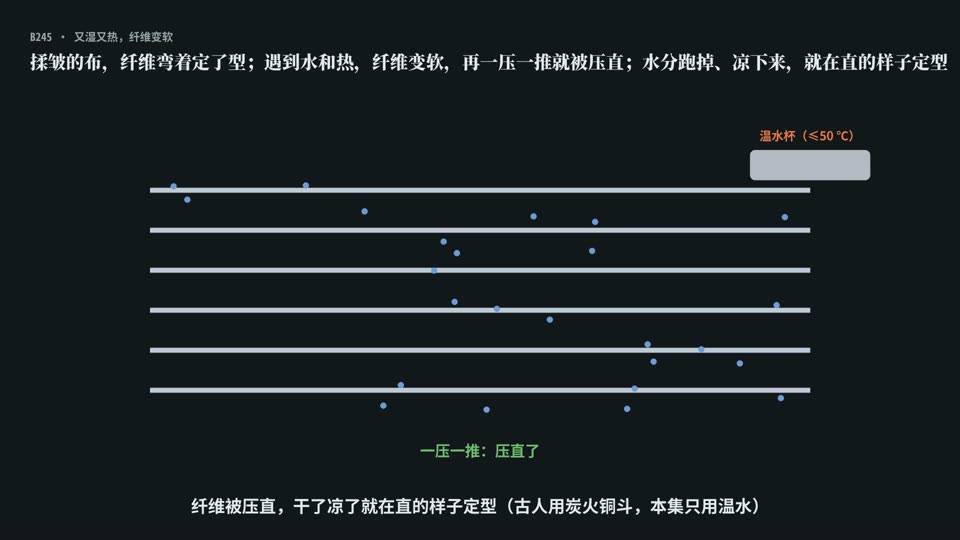 B245 · 又湿又热，纤维变软
揉皱的布，纤维弯着定了型；遇到水和热，纤维变软，再一压一推就被压直；水分跑掉、凉下来，就在直的样子定型
温水杯（≤50 ℃）
一压一推：压直了
纤维被压直，干了凉了就在直的样子定型（古人用炭火铜斗，本集只用温水）